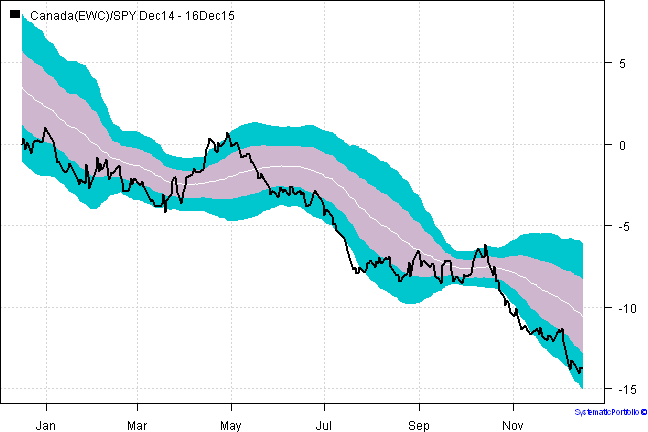 Canada(EWC)/SPY Dec14 - 16Dec15
5
0
-5
-10
-15
Jan Mar May Jul Sep Nov
SystematicPortfolio ©